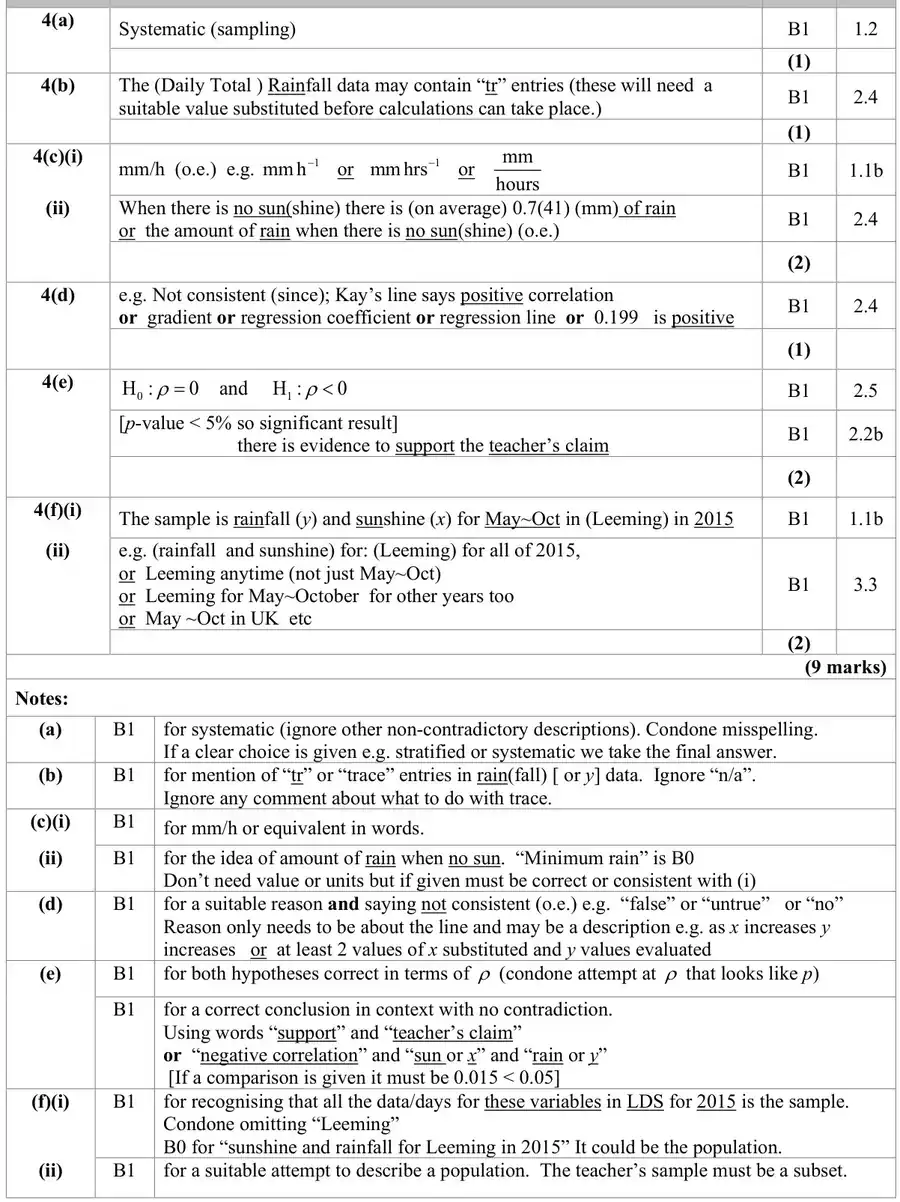 4(a) Systematic (sampling) B1 1.2
(1)
4(b) The (Daily Total ) Rainfall data may contain “tr” entries (these will need a
suitable value substituted before calculations can take place.) B1 2.4
(1)
4(c)(i) mm/h (o.e.) e.g. mm h⁻¹ or mm hrs⁻¹ or mm/hours B1 1.1b
(ii) When there is no sun(shine) there is (on average) 0.7(41) (mm) of rain
or the amount of rain when there is no sun(shine) (o.e.) B1 2.4
(2)
4(d) e.g. Not consistent (since); Kay’s line says positive correlation
or gradient or regression coefficient or regression line or 0.199 is positive B1 2.4
(1)
4(e) H₀ : ρ = 0 and H₁ : ρ < 0 B1 2.5
[p-value < 5% so significant result]
there is evidence to support the teacher’s claim B1 2.2b
(2)
4(f)(i) The sample is rainfall (y) and sunshine (x) for May~Oct in (Leeming) in 2015 B1 1.1b
(ii) e.g. (rainfall and sunshine) for: (Leeming) for all of 2015,
or Leeming anytime (not just May~Oct)
or Leeming for May~October for other years too
or May ~Oct in UK etc B1 3.3
(2)
(9 marks)
Notes:
(a) B1 for systematic (ignore other non-contradictory descriptions). Condone misspelling.
If a clear choice is given e.g. stratified or systematic we take the final answer.
(b) B1 for mention of “tr” or “trace” entries in rain(fall) [ or y] data. Ignore “n/a”.
Ignore any comment about what to do with trace.
(c)(i) B1 for mm/h or equivalent in words.
(ii) B1 for the idea of amount of rain when no sun. “Minimum rain” is B0
Don’t need value or units but if given must be correct or consistent with (i)
(d) B1 for a suitable reason and saying not consistent (o.e.) e.g. “false” or “untrue” or “no”
Reason only needs to be about the line and may be a description e.g. as x increases y
increases or at least 2 values of x substituted and y values evaluated
(e) B1 for both hypotheses correct in terms of ρ (condone attempt at ρ that looks like p)
B1 for a correct conclusion in context with no contradiction.
Using words “support” and “teacher’s claim”
or “negative correlation” and “sun or x” and “rain or y”
[If a comparison is given it must be 0.015 < 0.05]
(f)(i) B1 for recognising that all the data/days for these variables in LDS for 2015 is the sample.
Condone omitting “Leeming”
B0 for “sunshine and rainfall for Leeming in 2015” It could be the population.
(ii) B1 for a suitable attempt to describe a population. The teacher’s sample must be a subset.